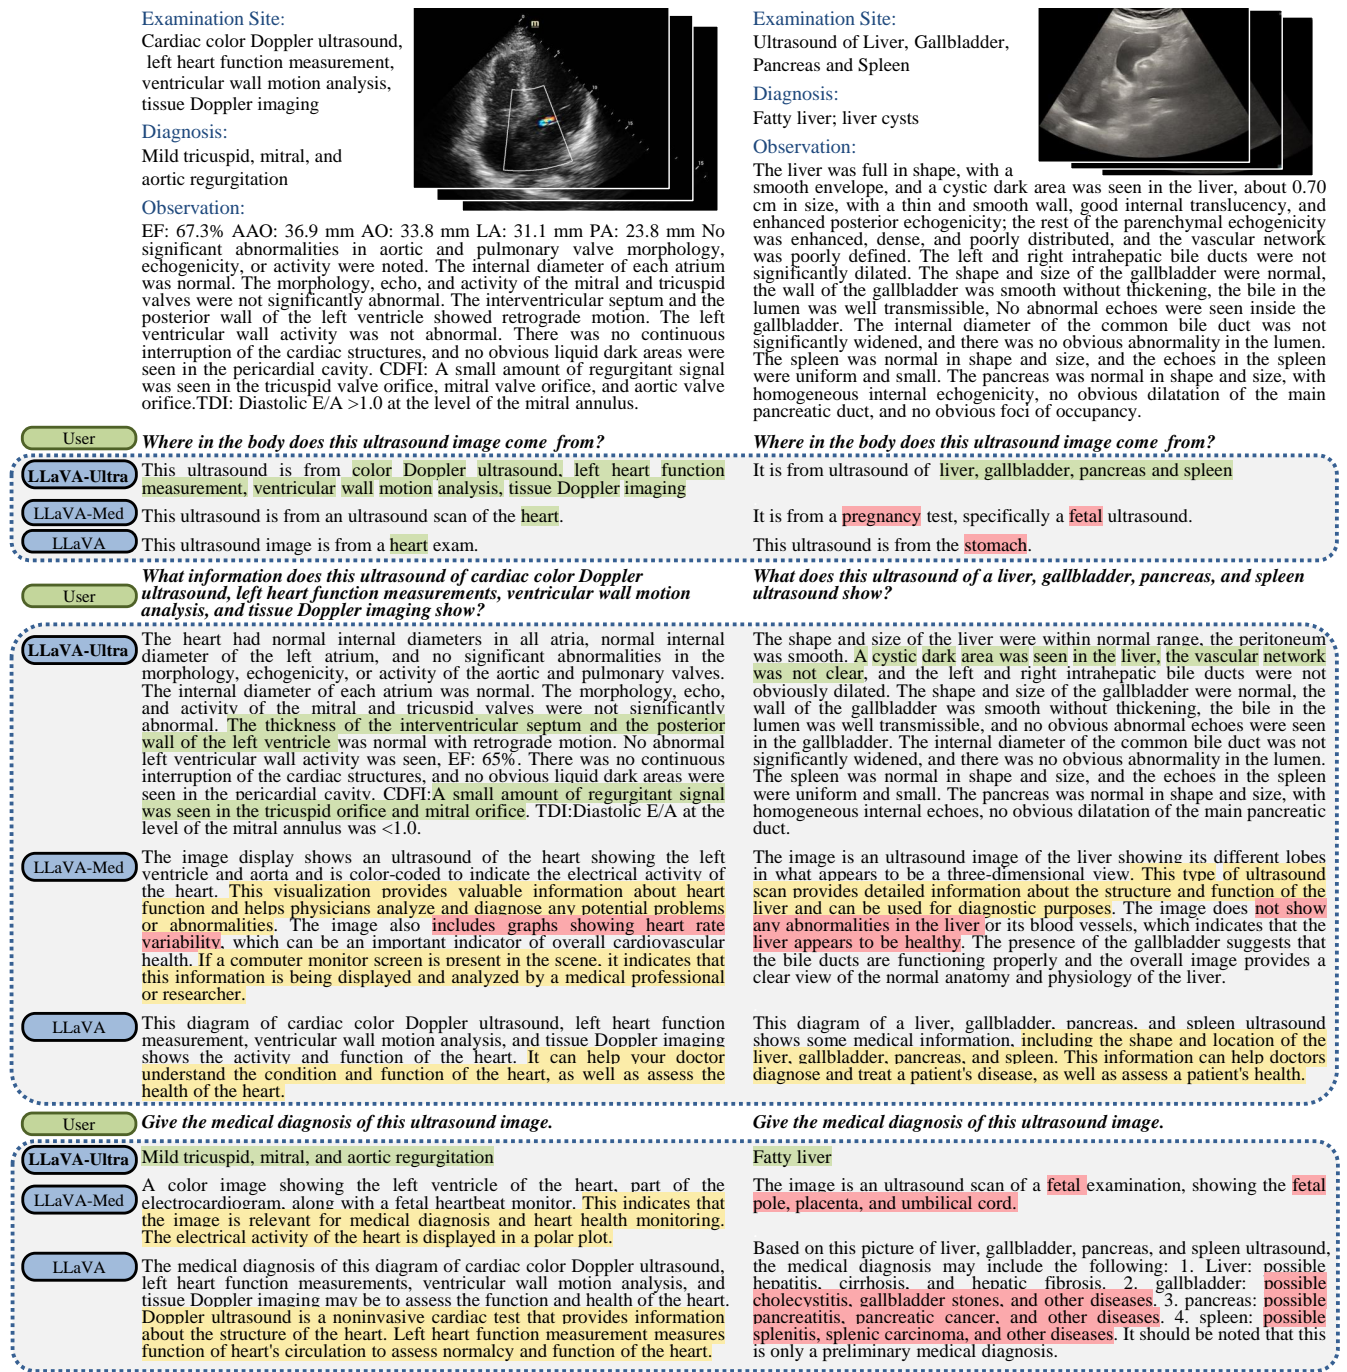 Examination Site:
Cardiac color Doppler ultrasound,
left heart function measurement,
ventricular wall motion analysis,
tissue Doppler imaging
Diagnosis:
Mild tricuspid, mitral, and
aortic regurgitation
Observation:
EF: 67.3% AAO: 36.9 mm AO: 33.8 mm LA: 31.1 mm PA: 23.8 mm No
significant abnormalities in aortic and pulmonary valve morphology,
echogenicity, or activity were noted. The internal diameter of each atrium
was normal. The morphology, echo, and activity of the mitral and tricuspid
valves were not significantly abnormal. The interventricular septum and the
posterior wall of the left ventricle showed retrograde motion. The left
ventricular wall activity was not abnormal. There was no continuous
interruption of the cardiac structures, and no obvious liquid dark areas were
seen in the pericardial cavity. CDFI: A small amount of regurgitant signal
was seen in the tricuspid valve orifice, mitral valve orifice, and aortic valve
orifice.TDI: Diastolic E/A >1.0 at the level of the mitral annulus.
Examination Site:
Ultrasound of Liver, Gallbladder,
Pancreas and Spleen
Diagnosis:
Fatty liver; liver cysts
Observation:
The liver was full in shape, with a
smooth envelope, and a cystic dark area was seen in the liver, about 0.70
cm in size, with a thin and smooth wall, good internal translucency, and
enhanced posterior echogenicity; the rest of the parenchymal echogenicity
was enhanced, dense, and poorly distributed, and the vascular network
was poorly defined. The left and right intrahepatic bile ducts were not
significantly dilated. The shape and size of the gallbladder were normal,
the wall of the gallbladder was smooth without thickening, the bile in the
lumen was well transmissible, No abnormal echoes were seen inside the
gallbladder. The internal diameter of the common bile duct was not
significantly widened, and there was no obvious abnormality in the lumen.
The spleen was normal in shape and size, and the echoes in the spleen
were uniform and small. The pancreas was normal in shape and size, with
homogeneous internal echogenicity, no obvious dilatation of the main
pancreatic duct, and no obvious foci of occupancy.
User
Where in the body does this ultrasound image come from?
Where in the body does this ultrasound image come from?
LLaVA-Ultra
This ultrasound is from color Doppler ultrasound, left heart function
measurement, ventricular wall motion analysis, tissue Doppler imaging
It is from ultrasound of liver, gallbladder, pancreas and spleen
LLaVA-Med
This ultrasound is from an ultrasound scan of the heart.
It is from a pregnancy test, specifically a fetal ultrasound.
LLaVA
This ultrasound image is from a heart exam.
This ultrasound is from the stomach.
User
What information does this ultrasound of cardiac color Doppler
ultrasound, left heart function measurements, ventricular wall motion
analysis, and tissue Doppler imaging show?
What does this ultrasound of a liver, gallbladder, pancreas, and spleen
ultrasound show?
LLaVA-Ultra
The heart had normal internal diameters in all atria, normal internal
diameter of the left atrium, and no significant abnormalities in the
morphology, echogenicity, or activity of the aortic and pulmonary valves.
The internal diameter of each atrium was normal. The morphology, echo,
and activity of the mitral and tricuspid valves were not significantly
abnormal. The thickness of the interventricular septum and the posterior
wall of the left ventricle was normal with retrograde motion. No abnormal
left ventricular wall activity was seen, EF: 65%. There was no continuous
interruption of the cardiac structures, and no obvious liquid dark areas were
seen in the pericardial cavity. CDFI:A small amount of regurgitant signal
was seen in the tricuspid orifice and mitral orifice. TDI:Diastolic E/A at the
level of the mitral annulus was <1.0.
The shape and size of the liver were within normal range, the peritoneum
was smooth. A cystic dark area was seen in the liver, the vascular network
was not clear, and the left and right intrahepatic bile ducts were not
obviously dilated. The shape and size of the gallbladder were normal, the
wall of the gallbladder was smooth without thickening, the bile in the
lumen was well transmissible, and no obvious abnormal echoes were seen
in the gallbladder. The internal diameter of the common bile duct was not
significantly widened, and there was no obvious abnormality in the lumen.
The spleen was normal in shape and size, and the echoes in the spleen
were uniform and small. The pancreas was normal in shape and size, with
homogeneous internal echoes, no obvious dilatation of the main pancreatic
duct.
LLaVA-Med
The image display shows an ultrasound of the heart showing the left
ventricle and aorta and is color-coded to indicate the electrical activity of
the heart. This visualization provides valuable information about heart
function and helps physicians analyze and diagnose any potential problems
or abnormalities. The image also includes graphs showing heart rate
variability, which can be an important indicator of overall cardiovascular
health. If a computer monitor screen is present in the scene, it indicates that
this information is being displayed and analyzed by a medical professional
or researcher.
The image is an ultrasound image of the liver showing its different lobes
in what appears to be a three-dimensional view. This type of ultrasound
scan provides detailed information about the structure and function of the
liver and can be used for diagnostic purposes. The image does not show
any abnormalities in the liver or its blood vessels, which indicates that the
liver appears to be healthy. The presence of the gallbladder suggests that
the bile ducts are functioning properly and the overall image provides a
clear view of the normal anatomy and physiology of the liver.
LLaVA
This diagram of cardiac color Doppler ultrasound, left heart function
measurement, ventricular wall motion analysis, and tissue Doppler imaging
shows the activity and function of the heart. It can help your doctor
understand the condition and function of the heart, as well as assess the
health of the heart.
This diagram of a liver, gallbladder, pancreas, and spleen ultrasound
shows some medical information, including the shape and location of the
liver, gallbladder, pancreas, and spleen. This information can help doctors
diagnose and treat a patient's disease, as well as assess a patient's health.
User
Give the medical diagnosis of this ultrasound image.
Give the medical diagnosis of this ultrasound image.
LLaVA-Ultra
Mild tricuspid, mitral, and aortic regurgitation
Fatty liver
LLaVA-Med
A color image showing the left ventricle of the heart, part of the
electrocardiogram, along with a fetal heartbeat monitor. This indicates that
the image is relevant for medical diagnosis and heart health monitoring.
The electrical activity of the heart is displayed in a polar plot.
The image is an ultrasound scan of a fetal examination, showing the fetal
pole, placenta, and umbilical cord.
LLaVA
The medical diagnosis of this diagram of cardiac color Doppler ultrasound,
left heart function measurements, ventricular wall motion analysis, and
tissue Doppler imaging may be to assess the function and health of the heart.
Doppler ultrasound is a noninvasive cardiac test that provides information
about the structure of the heart. Left heart function measurement measures
function of heart's circulation to assess normalcy and function of the heart.
Based on this picture of liver, gallbladder, pancreas, and spleen ultrasound,
the medical diagnosis may include the following: 1. Liver: possible
hepatitis, cirrhosis, and hepatic fibrosis. 2. gallbladder: possible
cholecystitis, gallbladder stones, and other diseases. 3. pancreas: possible
pancreatitis, pancreatic cancer, and other diseases. 4. spleen: possible
splenitis, splenic carcinoma, and other diseases. It should be noted that this
is only a preliminary medical diagnosis.